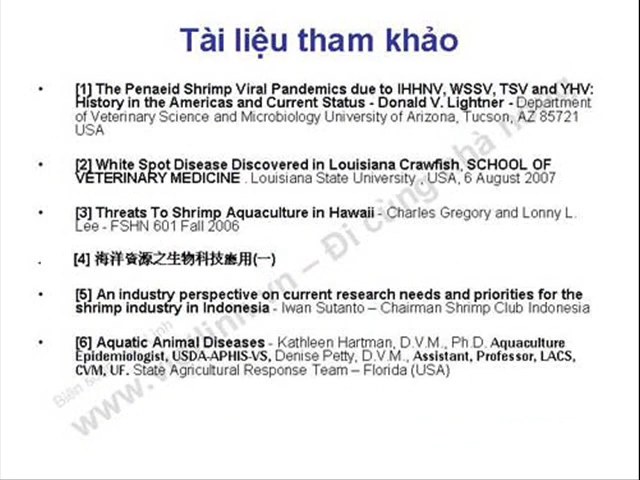 Tài liệu tham khảo
• [1] The Penaeid Shrimp Viral Pandemics due to IHHNV, WSSV, TSV and YHV:
History in the Americas and Current Status - Donald V. Lightner - Department
of Veterinary Science and Microbiology University of Arizona, Tucson, AZ 85721
USA
• [2] White Spot Disease Discovered in Louisiana Crawfish, SCHOOL OF
VETERINARY MEDICINE . Louisiana State University , USA, 6 August 2007
• [3] Threats To Shrimp Aquaculture in Hawaii - Charles Gregory and Lonny L.
Lee - FSHN 601 Fall 2006
. [4] 海洋資源之生物科技應用(一)
• [5] An industry perspective on current research needs and priorities for the
shrimp industry in Indonesia - Iwan Sutanto – Chairman Shrimp Club Indonesia
• [6] Aquatic Animal Diseases - Kathleen Hartman, D.V.M., Ph.D. Aquaculture
Epidemiologist, USDA-APHIS-VS, Denise Petty, D.V.M., Assistant, Professor, LACS,
CVM, UF. State Agricultural Response Team – Florida (USA)
– Đi cùng nhà nông